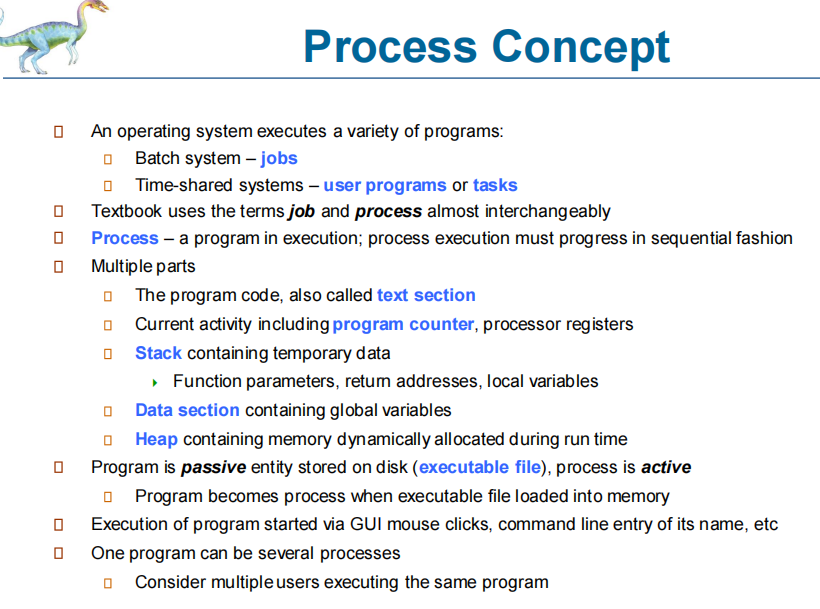 Process Concept
An operating system executes a variety of programs:
Batch system – jobs
Time-shared systems – user programs or tasks
Textbook uses the terms job and process almost interchangeably
Process – a program in execution; process execution must progress in sequential fashion
Multiple parts
The program code, also called text section
Current activity including program counter, processor registers
Stack containing temporary data
Function parameters, return addresses, local variables
Data section containing global variables
Heap containing memory dynamically allocated during run time
Program is passive entity stored on disk (executable file), process is active
Program becomes process when executable file loaded into memory
Execution of program started via GUI mouse clicks, command line entry of its name, etc
One program can be several processes
Consider multiple users executing the same program